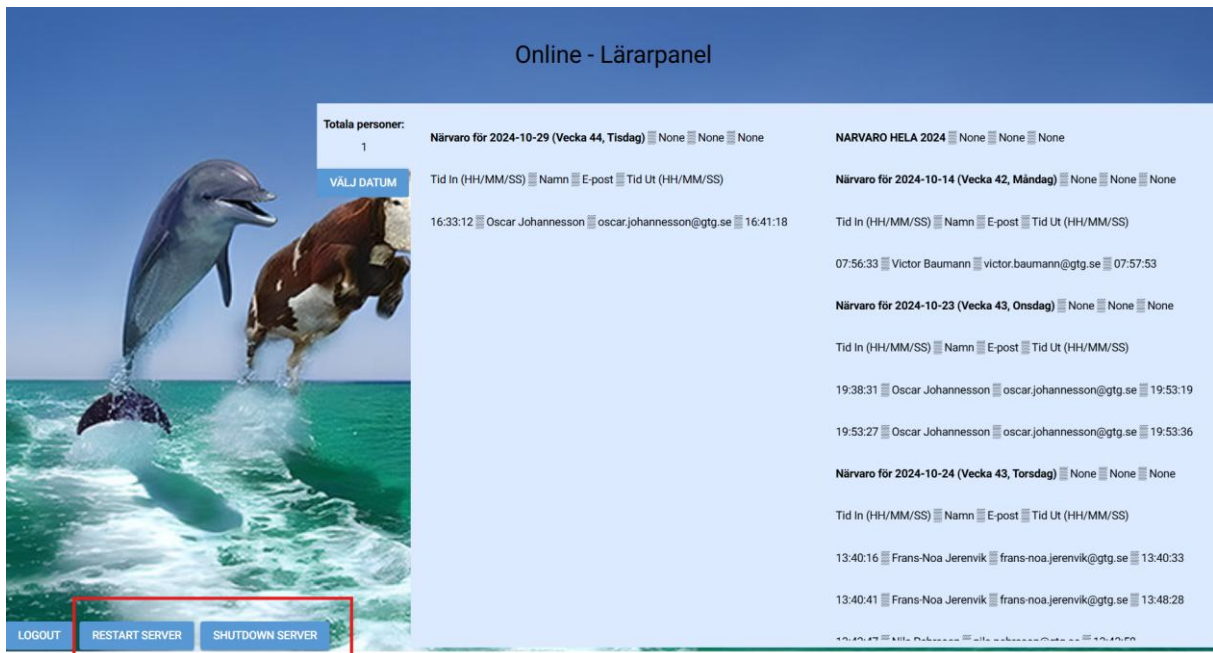 Online - Lärarpanel
Totala personer:
1
VÄLJ DATUM
Närvaro för 2024-10-29 (Vecka 44, Tisdag) ▒ None ▒ None ▒ None
Tid In (HH/MM/SS) ▒ Namn ▒ E-post ▒ Tid Ut (HH/MM/SS)
16:33:12 ▒ Oscar Johannesson ▒ oscar.johannesson@gtg.se ▒ 16:41:18
NARVARO HELA 2024 ▒ None ▒ None ▒ None
Närvaro för 2024-10-14 (Vecka 42, Måndag) ▒ None ▒ None ▒ None
Tid In (HH/MM/SS) ▒ Namn ▒ E-post ▒ Tid Ut (HH/MM/SS)
07:56:33 ▒ Victor Baumann ▒ victor.baumann@gtg.se ▒ 07:57:53
Närvaro för 2024-10-23 (Vecka 43, Onsdag) ▒ None ▒ None ▒ None
Tid In (HH/MM/SS) ▒ Namn ▒ E-post ▒ Tid Ut (HH/MM/SS)
19:38:31 ▒ Oscar Johannesson ▒ oscar.johannesson@gtg.se ▒ 19:53:19
19:53:27 ▒ Oscar Johannesson ▒ oscar.johannesson@gtg.se ▒ 19:53:36
Närvaro för 2024-10-24 (Vecka 43, Torsdag) ▒ None ▒ None ▒ None
Tid In (HH/MM/SS) ▒ Namn ▒ E-post ▒ Tid Ut (HH/MM/SS)
13:40:16 ▒ Frans-Noa Jerenvik ▒ frans-noa.jerenvik@gtg.se ▒ 13:40:33
13:40:41 ▒ Frans-Noa Jerenvik ▒ frans-noa.jerenvik@gtg.se ▒ 13:48:28
LOGOUT
RESTART SERVER
SHUTDOWN SERVER